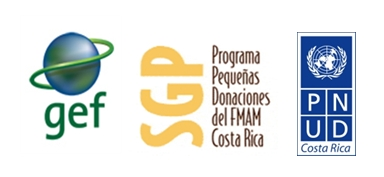 gef
SGP
Programa
Pequeñas
Donaciones
del FMAM
Costa Rica
P N
U D
Costa Rica